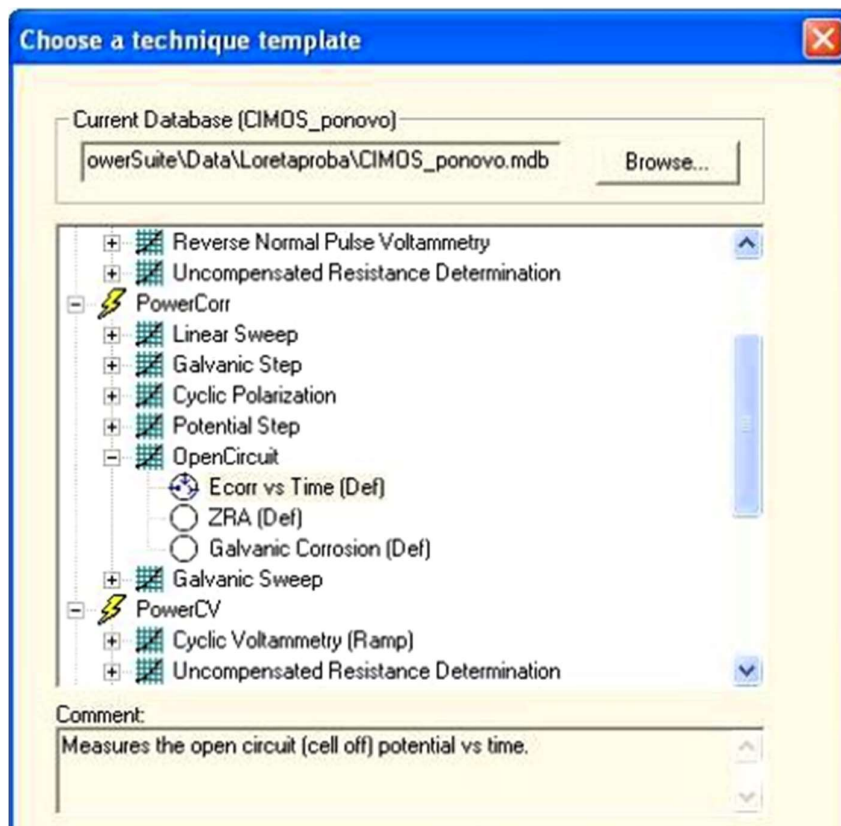 Choose a technique template
Current Database (CIMOS_ponovo)
owerSuite\Data\Loretaproba\CIMOS_ponovo.mdb
Browse...
Reverse Normal Pulse Voltammetry
Uncompensated Resistance Determination
PowerCorr
Linear Sweep
Galvanic Step
Cyclic Polarization
Potential Step
OpenCircuit
Ecorr vs Time (Def)
ZRA (Def)
Galvanic Corrosion (Def)
Galvanic Sweep
PowerCV
Cyclic Voltammetry (Ramp)
Uncompensated Resistance Determination
Comment:
Measures the open circuit (cell off) potential vs time.